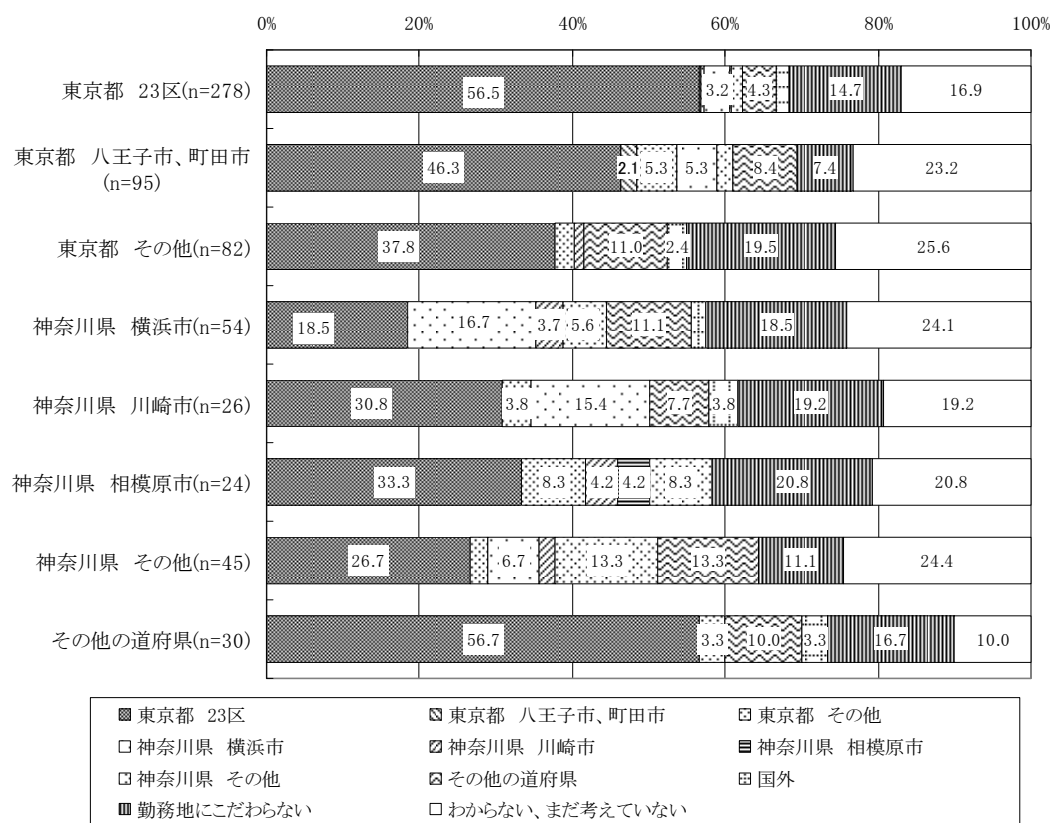 0% 20% 40% 60% 80% 100%
東京都 23区(n=278)
56.5 3.2 4.3 14.7 16.9
東京都 八王子市、町田市
(n=95)
46.3 2.1 5.3 5.3 8.4 7.4 23.2
東京都 その他(n=82)
37.8 11.0 2.4 19.5 25.6
神奈川県 横浜市(n=54)
18.5 16.7 3.7 5.6 11.1 18.5 24.1
神奈川県 川崎市(n=26)
30.8 3.8 15.4 7.7 3.8 19.2 19.2
神奈川県 相模原市(n=24)
33.3 8.3 4.2 4.2 8.3 20.8 20.8
神奈川県 その他(n=45)
26.7 6.7 13.3 13.3 11.1 24.4
その他の道府県(n=30)
56.7 3.3 10.0 3.3 16.7 10.0
東京都 23区 東京都 八王子市、町田市 東京都 その他
神奈川県 横浜市 神奈川県 川崎市 神奈川県 相模原市
神奈川県 その他 その他の道府県 国外
勤務地にこだわらない わからない、まだ考えていない